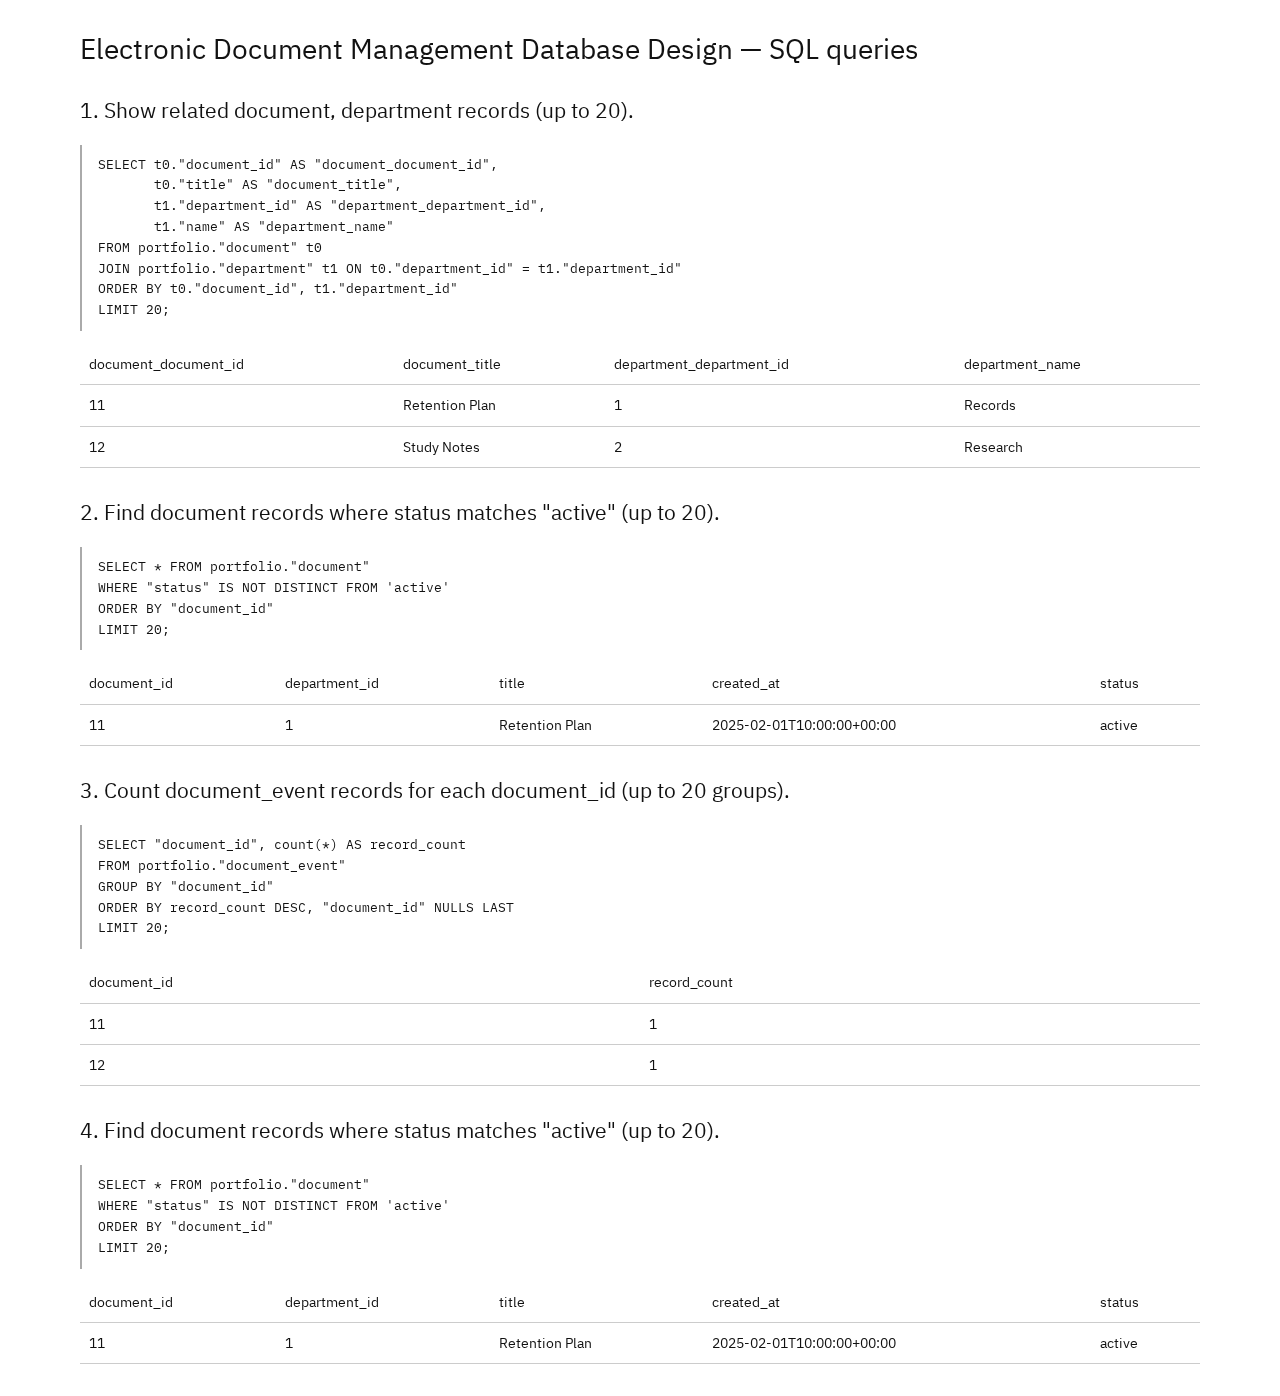 Electronic Document Management Database Design — SQL queries
1. Show related document, department records (up to 20).
SELECT t0."document_id" AS "document_document_id",
       t0."title" AS "document_title",
       t1."department_id" AS "department_department_id",
       t1."name" AS "department_name"
FROM portfolio."document" t0
JOIN portfolio."department" t1 ON t0."department_id" = t1."department_id"
ORDER BY t0."document_id", t1."department_id"
LIMIT 20;
document_document_id document_title department_department_id department_name
11 Retention Plan 1 Records
12 Study Notes 2 Research
2. Find document records where status matches "active" (up to 20).
SELECT * FROM portfolio."document"
WHERE "status" IS NOT DISTINCT FROM 'active'
ORDER BY "document_id"
LIMIT 20;
document_id department_id title created_at status
11 1 Retention Plan 2025-02-01T10:00:00+00:00 active
3. Count document_event records for each document_id (up to 20 groups).
SELECT "document_id", count(*) AS record_count
FROM portfolio."document_event"
GROUP BY "document_id"
ORDER BY record_count DESC, "document_id" NULLS LAST
LIMIT 20;
document_id record_count
11 1
12 1
4. Find document records where status matches "active" (up to 20).
SELECT * FROM portfolio."document"
WHERE "status" IS NOT DISTINCT FROM 'active'
ORDER BY "document_id"
LIMIT 20;
document_id department_id title created_at status
11 1 Retention Plan 2025-02-01T10:00:00+00:00 active